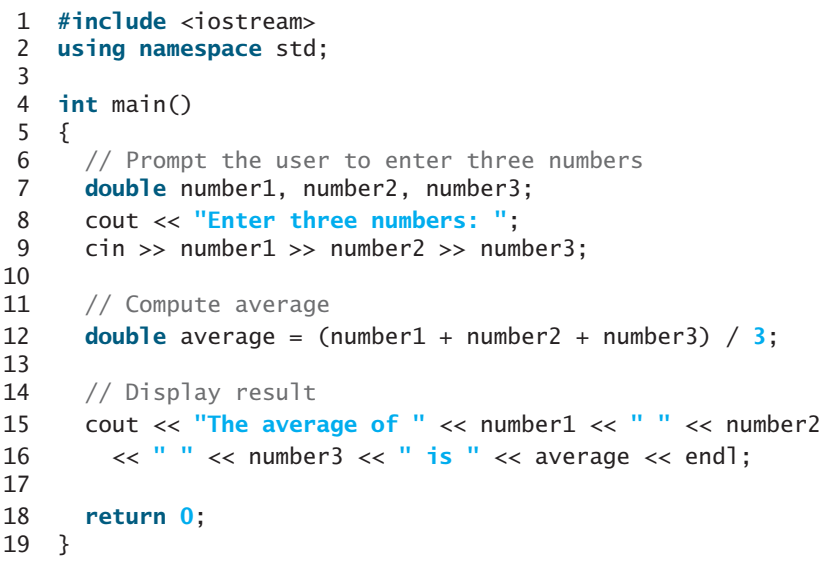 1 #include <iostream>
2 using namespace std;
3
4 int main()
5 {
6   // Prompt the user to enter three numbers
7   double number1, number2, number3;
8   cout << "Enter three numbers: ";
9   cin >> number1 >> number2 >> number3;
10
11   // Compute average
12   double average = (number1 + number2 + number3) / 3;
13
14   // Display result
15   cout << "The average of " << number1 << " " << number2
16     << " " << number3 << " is " << average << endl;
17
18   return 0;
19 }